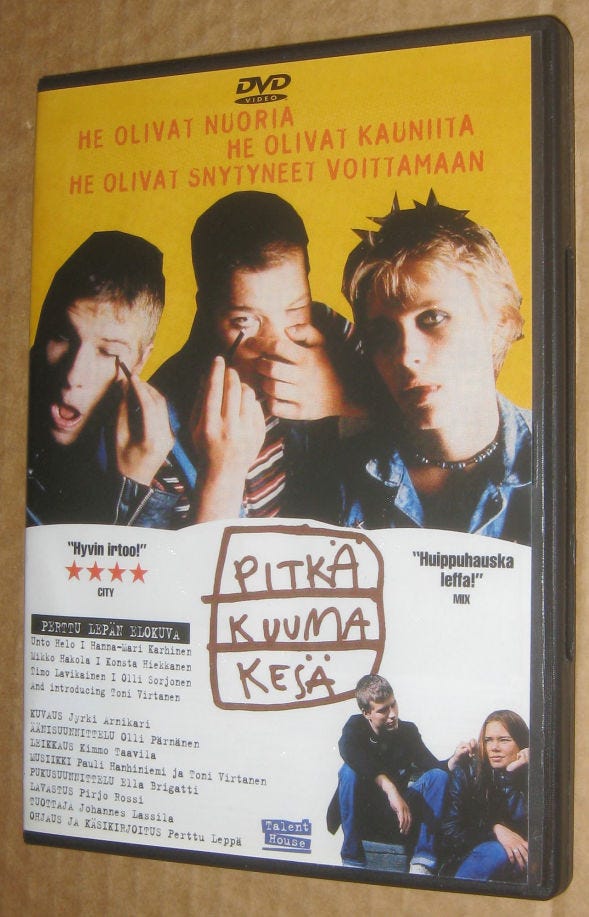 DVD
VIDEO
HE OLIVAT NUORIA
HE OLIVAT KAUNIITA
HE OLIVAT SNYTYNEET VOITTAMAAN
"Hyvin irtoo!"
★★★★
CITY
"Huippuhauska
leffa!"
MIX
PITKÄ
KUUMA
KESÄ
PERTTU LEPÄN ELOKUVA
Unto Helo I Hanna-Mari Karhinen
Mikko Hakola I Konsta Hiekkanen
Timo Lavikainen I Olli Sorjonen
And introducing Toni Virtanen
KUVAUS Jyrki Arnikari
ÄÄNISUUNNITTELU Olli Pärnänen
LEIKKAUS Kimmo Taavila
MUSIIKKI Pauli Hanhiniemi ja Toni Virtanen
PUKUSUUNNITTELU Ella Brigatti
LAVASTUS Pirjo Rossi
TUOTTAJA Johannes Lassila
OHJAUS JA KÄSIKIRJOITUS Perttu Leppä
Talent
House